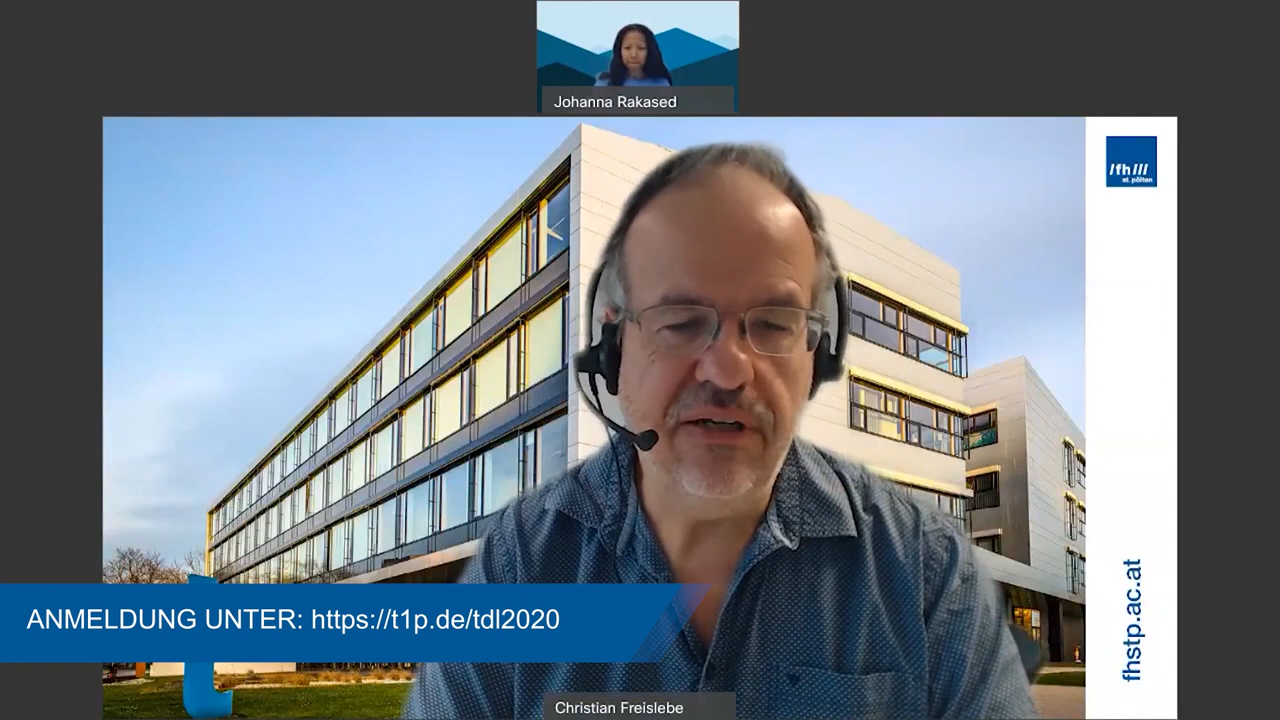 Johanna Rakased
/fh///
st. pölten
ANMELDUNG UNTER: https://t1p.de/tdl2020
fhstp.ac.at
Christian Freislebe